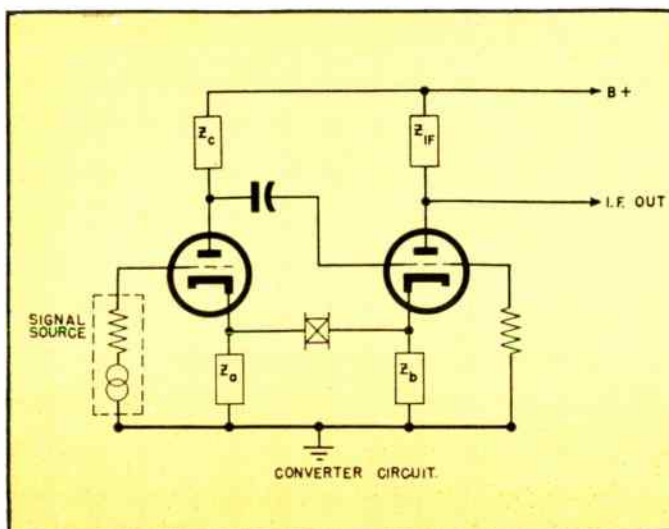 Zc
ZIF
B+
I.F. OUT
SIGNAL
SOURCE
Za
Zb
CONVERTER CIRCUIT.